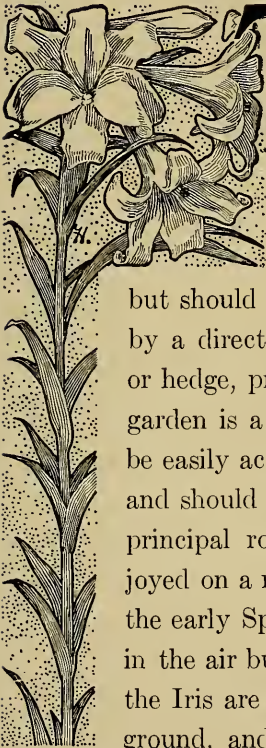 H.
but should
by a direct
or hedge, pr
garden is a
be easily ac
and should
principal ro
joyed on a r
the early Sp
in the air bu
the Iris are
ground, and